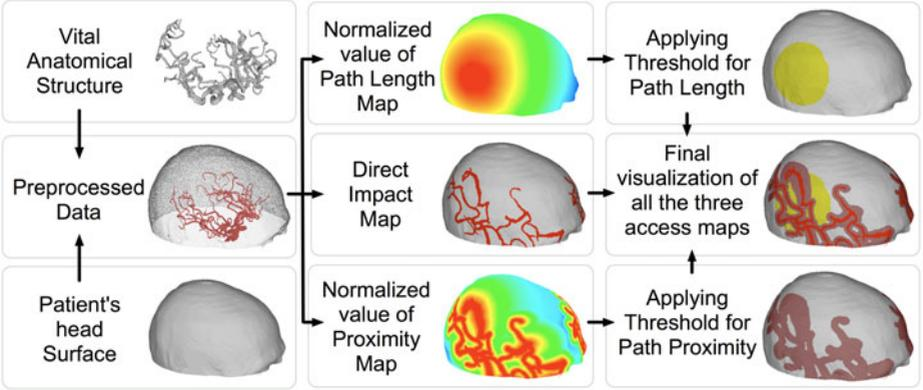 Vital
Anatomical
Structure
Preprocessed
Data
Patient's
head
Surface
Normalized
value of
Path Length
Map
Direct
Impact
Map
Normalized
value of
Proximity
Map
Applying
Threshold for
Path Length
Final
visualization of
all the three
access maps
Applying
Threshold for
Path Proximity